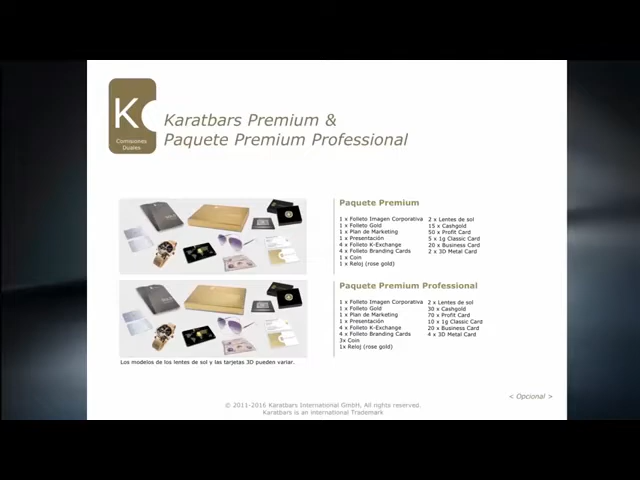 K
Comisiones
Duales
Karatbars Premium &
Paquete Premium Professional
Paquete Premium
1 x Folleto Imagen Corporativa
1 x Folleto Gold
1 x Plan de Marketing
1 x Presentación
4 x Folleto K-Exchange
4 x Folleto Branding Cards
1 x Coin
1 x Reloj (rose gold)
2 x Lentes de sol
15 x Cashgold
50 x Profit Card
5 x 1g Classic Card
20 x Business Card
2 x 3D Metal Card
Paquete Premium Professional
1 x Folleto Imagen Corporativa
1 x Folleto Gold
1 x Plan de Marketing
1 x Presentación
4 x Folleto K-Exchange
4 x Folleto Branding Cards
3x Coin
1x Reloj (rose gold)
2 x Lentes de sol
30 x Cashgold
70 x Profit Card
10 x 1g Classic Card
20 x Business Card
4 x 3D Metal Card
Los modelos de los lentes de sol y las tarjetas 3D pueden variar.
< Opcional >
© 2011-2016 Karatbars International GmbH, All rights reserved.
Karatbars is an international Trademark